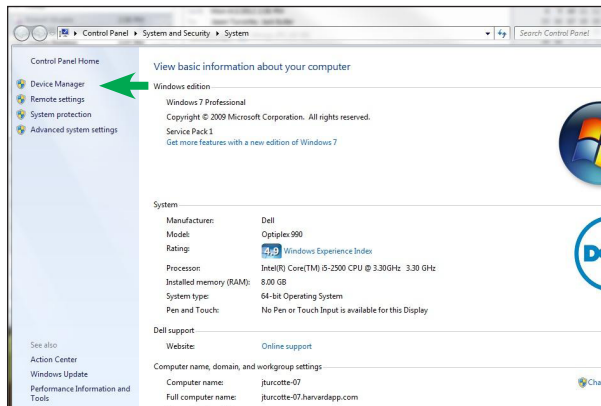 Control Panel ▸ System and Security ▸ System
Search Control Panel
Control Panel Home
Device Manager
Remote settings
System protection
Advanced system settings
See also
Action Center
Windows Update
Performance Information and
Tools
View basic information about your computer
Windows edition
Windows 7 Professional
Copyright © 2009 Microsoft Corporation. All rights reserved.
Service Pack 1
Get more features with a new edition of Windows 7
System
Manufacturer: Dell
Model: Optiplex 990
Rating: 4,9 Windows Experience Index
Processor: Intel(R) Core(TM) i5-2500 CPU @ 3.30GHz 3.30 GHz
Installed memory (RAM): 8.00 GB
System type: 64-bit Operating System
Pen and Touch: No Pen or Touch Input is available for this Display
Dell support
Website: Online support
Computer name, domain, and workgroup settings
Computer name: jturcotte-07
Cha
Full computer name: jturcotte-07.harvardapp.com